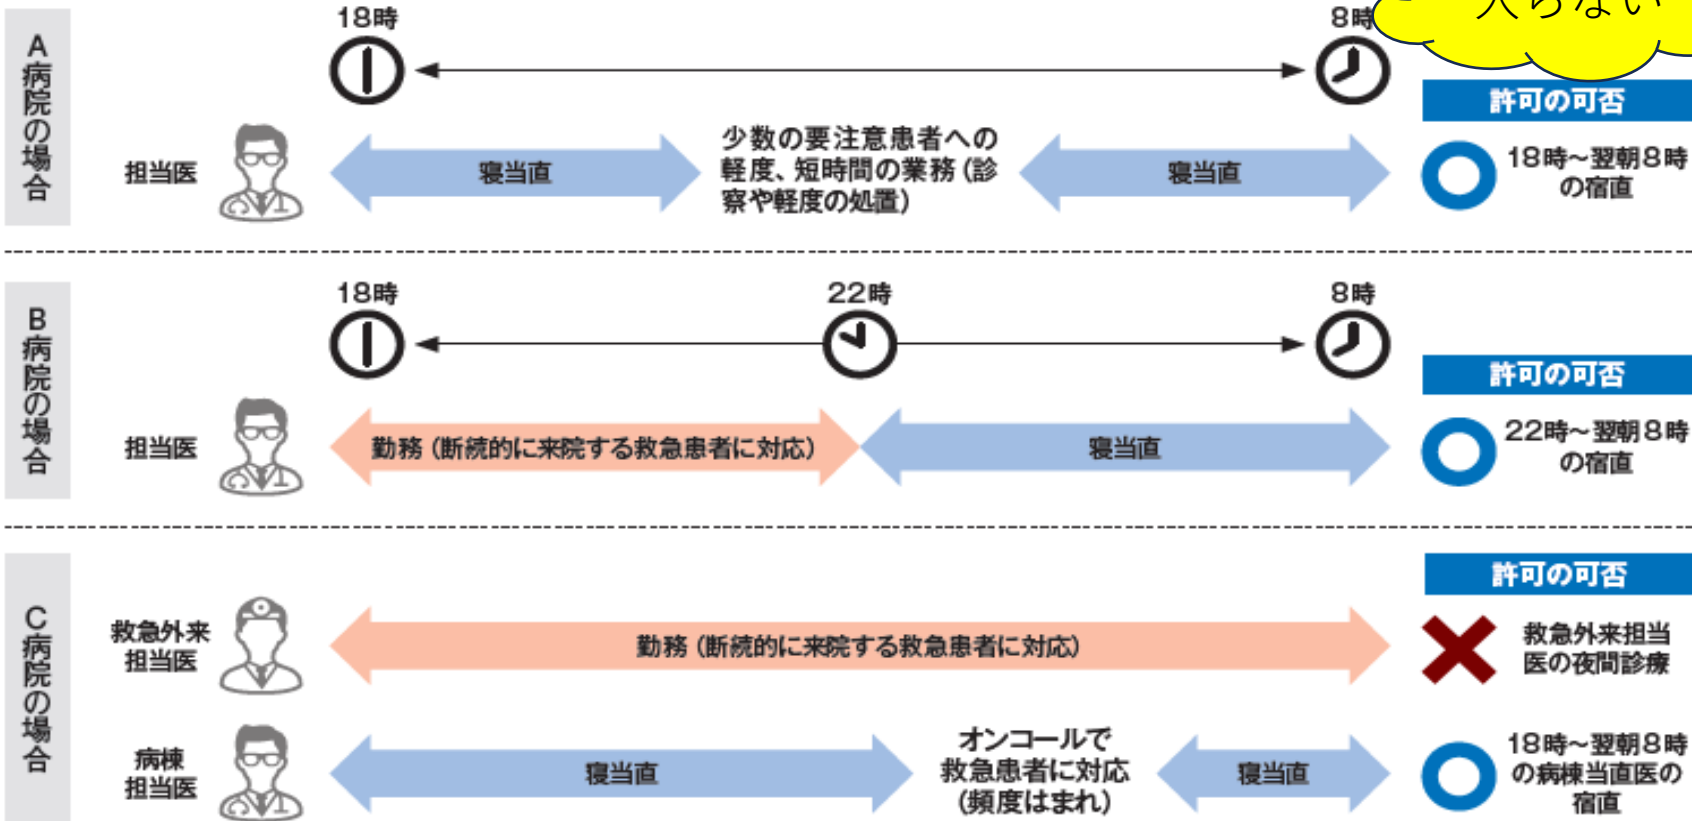 入らない
A病院の場合
18時
8時
許可の可否
担当医
寝当直
少数の要注意患者への
軽度、短時間の業務(診
察や軽度の処置)
寝当直
18時~翌朝8時
の宿直
B病院の場合
18時
22時
8時
許可の可否
担当医
勤務(断続的に来院する救急患者に対応)
寝当直
22時~翌朝8時
の宿直
C病院の場合
許可の可否
救急外来
担当医
勤務(断続的に来院する救急患者に対応)
救急外来担当
医の夜間診療
病棟
担当医
寝当直
オンコールで
救急患者に対応
(頻度はまれ)
寝当直
18時~翌朝8時
の病棟当直医の
宿直